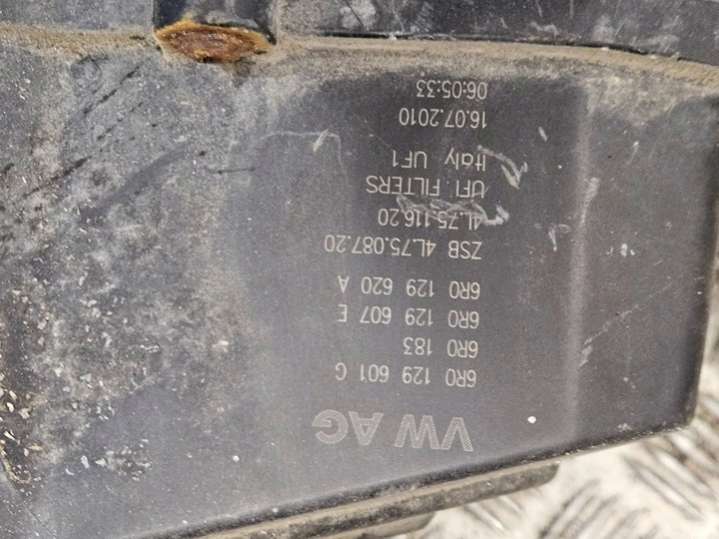 VW AG
6R0 129 601 C
6R0 183
6R0 129 607 E
6R0 129 620 A
ZSB 4L75.087.20
4L.75.116.20
UFI FILTERS
Italy UF1
16.07.2010
06:05:33